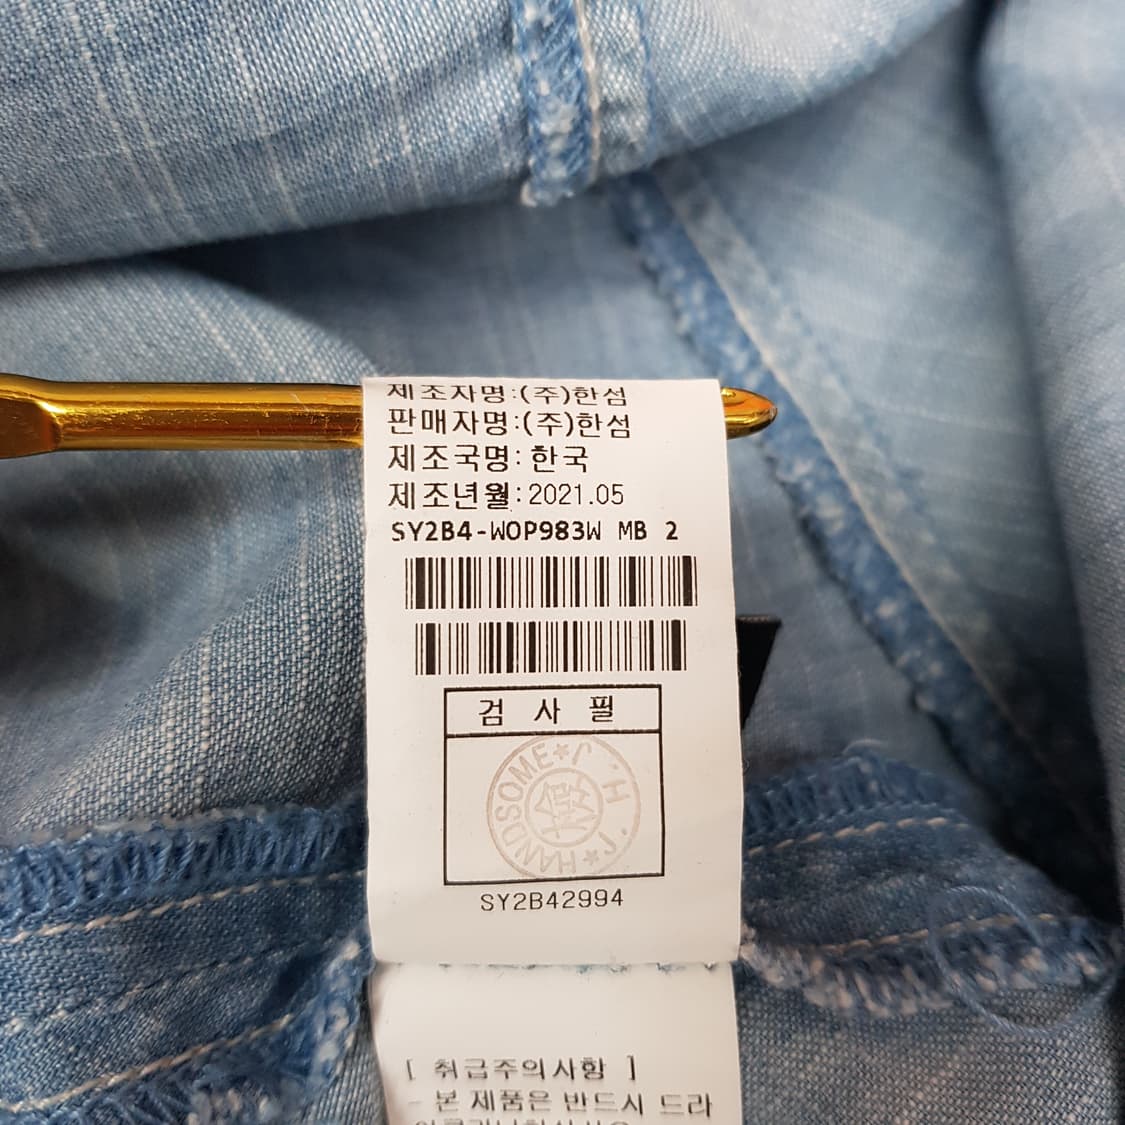 제조자명:(주)한섬
판매자명:(주)한섬
제조국명: 한국
제조년월:2021.05
SY2B4-WOP983W MB 2
검 사 필
HANDSOME★J.H.J.★
檢
SY2B42994
[ 취급주의사항 ]
- 본 제품은 반드시 드라